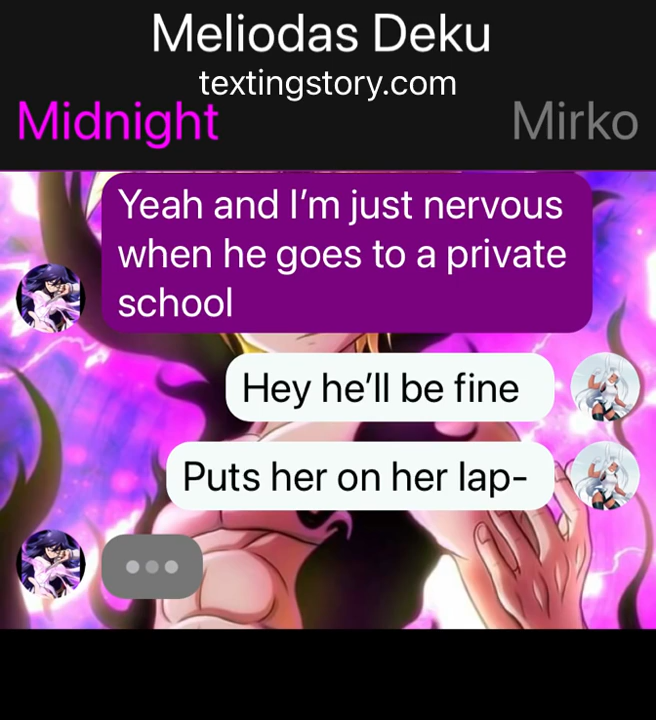 Meliodas Deku
textingstory.com
Midnight
Mirko
Yeah and I’m just nervous
when he goes to a private
school
Hey he’ll be fine
Puts her on her lap-